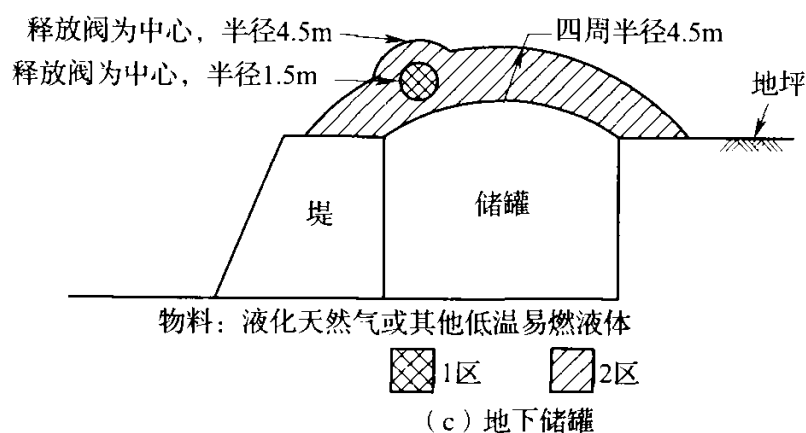 释放阀为中心，半径4.5m
四周半径4.5m
释放阀为中心，半径1.5m
地坪
堤
储罐
物料：液化天然气或其他低温易燃液体
1区
2区
（c）地下储罐